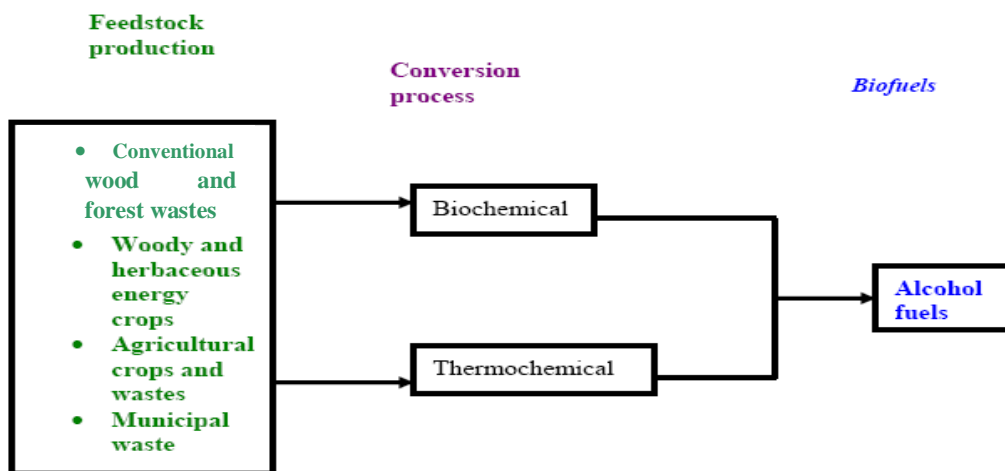 Feedstock
production
Conversion
process
Biofuels
• Conventional
wood and
forest wastes
• Woody and
herbaceous
energy
crops
• Agricultural
crops and
wastes
• Municipal
waste
Biochemical
Thermochemical
Alcohol
fuels